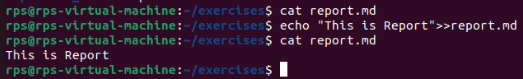 rps@rps-virtual-machine:~/exercises$ cat report.md
rps@rps-virtual-machine:~/exercises$ echo "This is Report">>report.md
rps@rps-virtual-machine:~/exercises$ cat report.md
This is Report
rps@rps-virtual-machine:~/exercises$